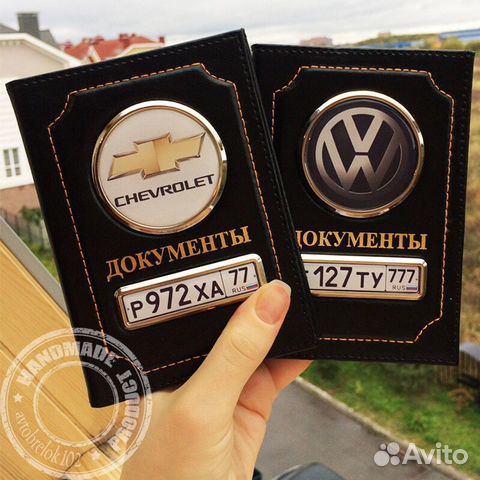 CHEVROLET
ДОКУМЕНТЫ
Р972ХА 77
RUS
ДОКУМЕНТЫ
127ТУ 777
RUS
HANDMADE
PRODUCT
avtobrelok102
Avito